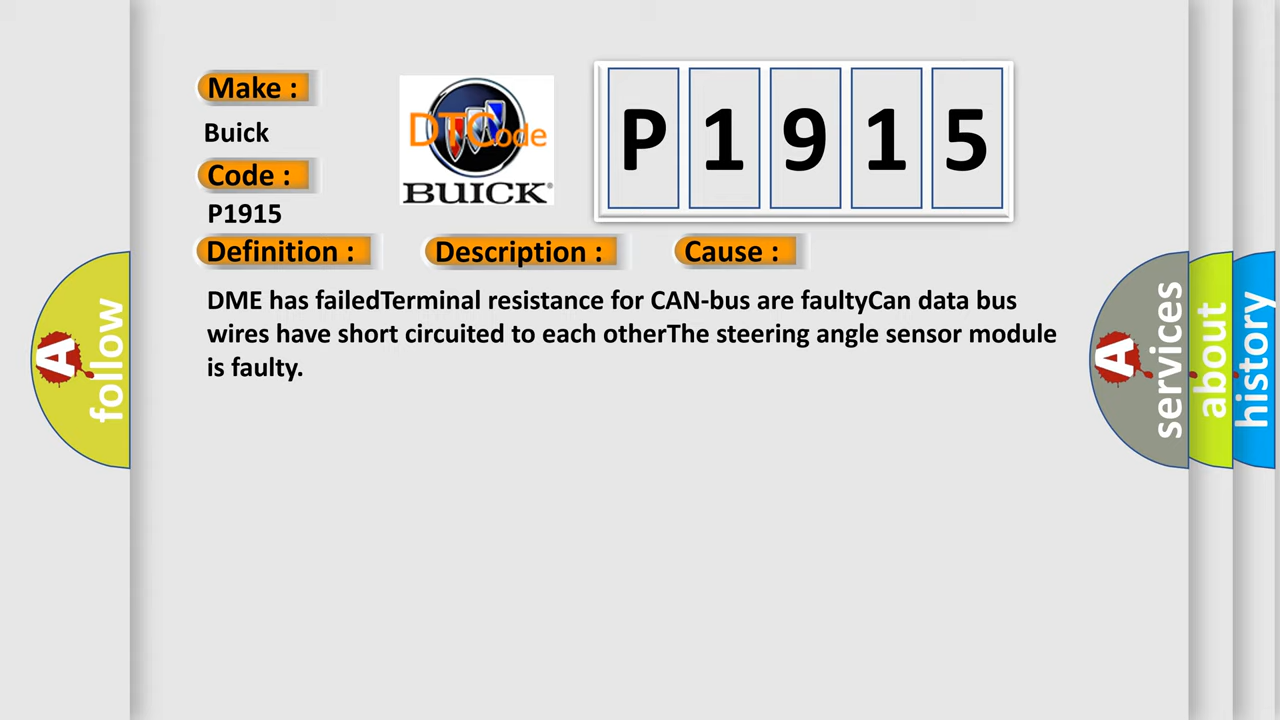 Make :
Buick
Code :
P1915
DTCode
BUICK
P 1 9 1 5
Definition :
Description :
Cause :
DME has failedTerminal resistance for CAN-bus are faultyCan data bus
wires have short circuited to each otherThe steering angle sensor module
is faulty.
A follow
A services
about
history